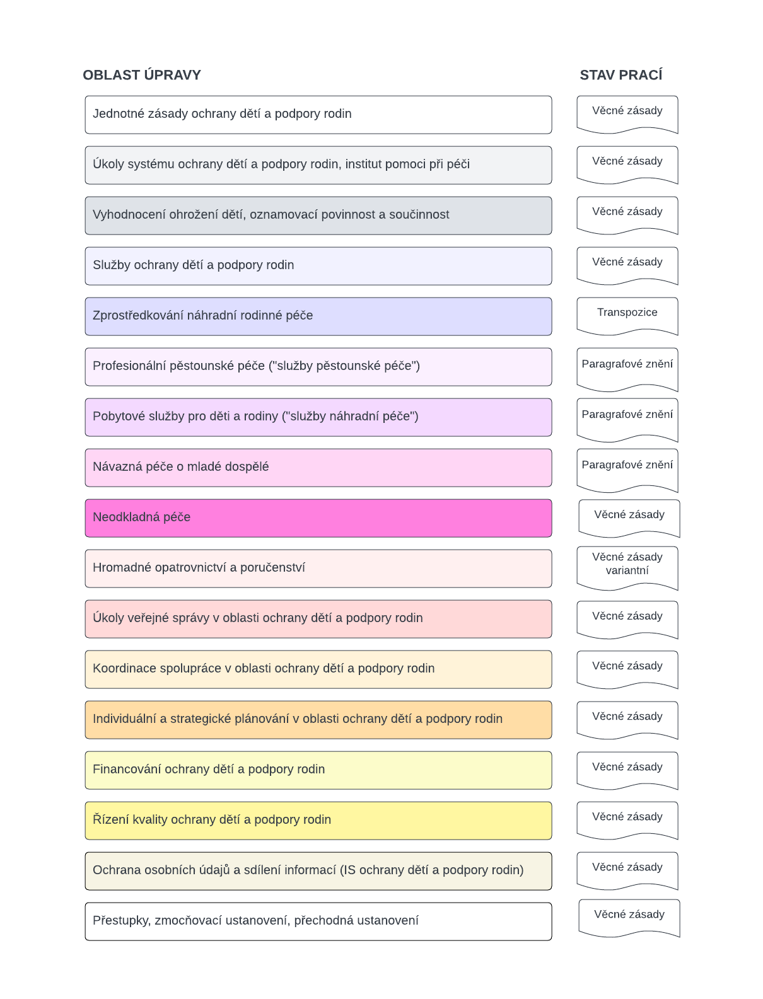 OBLAST ÚPRAVY STAV PRACÍ
Jednotné zásady ochrany dětí a podpory rodin Věcné zásady
Úkoly systému ochrany dětí a podpory rodin, institut pomoci při péči Věcné zásady
Vyhodnocení ohrožení dětí, oznamovací povinnost a součinnost Věcné zásady
Služby ochrany dětí a podpory rodin Věcné zásady
Zprostředkování náhradní rodinné péče Transpozice
Profesionální pěstounské péče ("služby pěstounské péče") Paragrafové znění
Pobytové služby pro děti a rodiny ("služby náhradní péče") Paragrafové znění
Návazná péče o mladé dospělé Paragrafové znění
Neodkladná péče Věcné zásady
Hromadné opatrovnictví a poručenství Věcné zásady
variantní
Úkoly veřejné správy v oblasti ochrany dětí a podpory rodin Věcné zásady
Koordinace spolupráce v oblasti ochrany dětí a podpory rodin Věcné zásady
Individuální a strategické plánování v oblasti ochrany dětí a podpory rodin Věcné zásady
Financování ochrany dětí a podpory rodin Věcné zásady
Řízení kvality ochrany dětí a podpory rodin Věcné zásady
Ochrana osobních údajů a sdílení informací (IS ochrany dětí a podpory rodin) Věcné zásady
Přestupky, zmocňovací ustanovení, přechodná ustanovení Věcné zásady